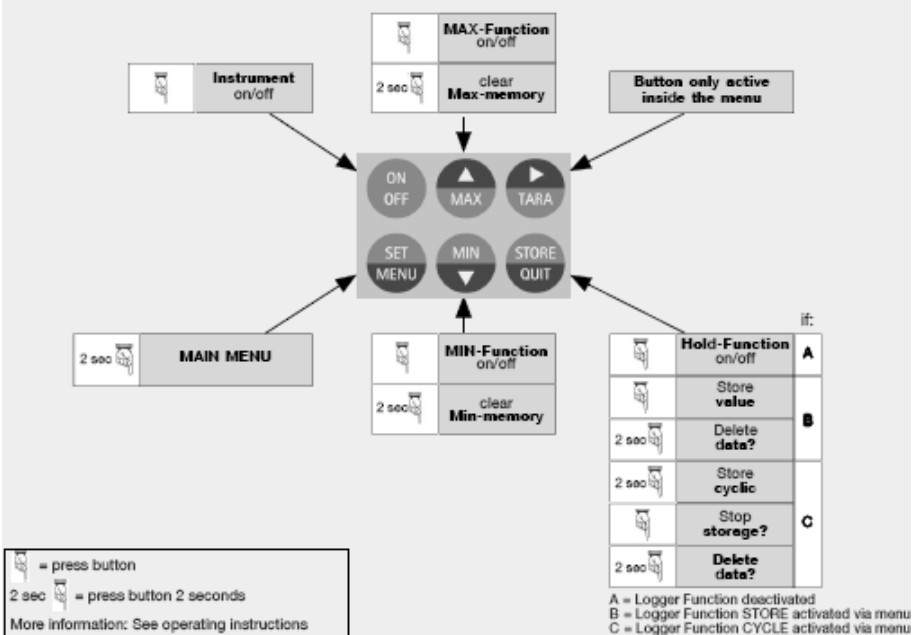 MAX-Function
on/off
2 sec
clear
Max-memory
Instrument
on/off
Button only active
inside the menu
ON
OFF
MAX
TARA
SET
MENU
MIN
STORE
QUIT
2 sec
MAIN MENU
MIN-Function
on/off
2 sec
clear
Min-memory
if:
Hold-Function
on/off
A
Store
value
B
2 sec
Delete
data?
2 sec
Store
cyclic
C
Stop
storage?
2 sec
Delete
data?
= press button
2 sec = press button 2 seconds
More information: See operating instructions
A = Logger Function deactivated
B = Logger Function STORE activated via menu
C = Logger Function CYCLE activated via menu